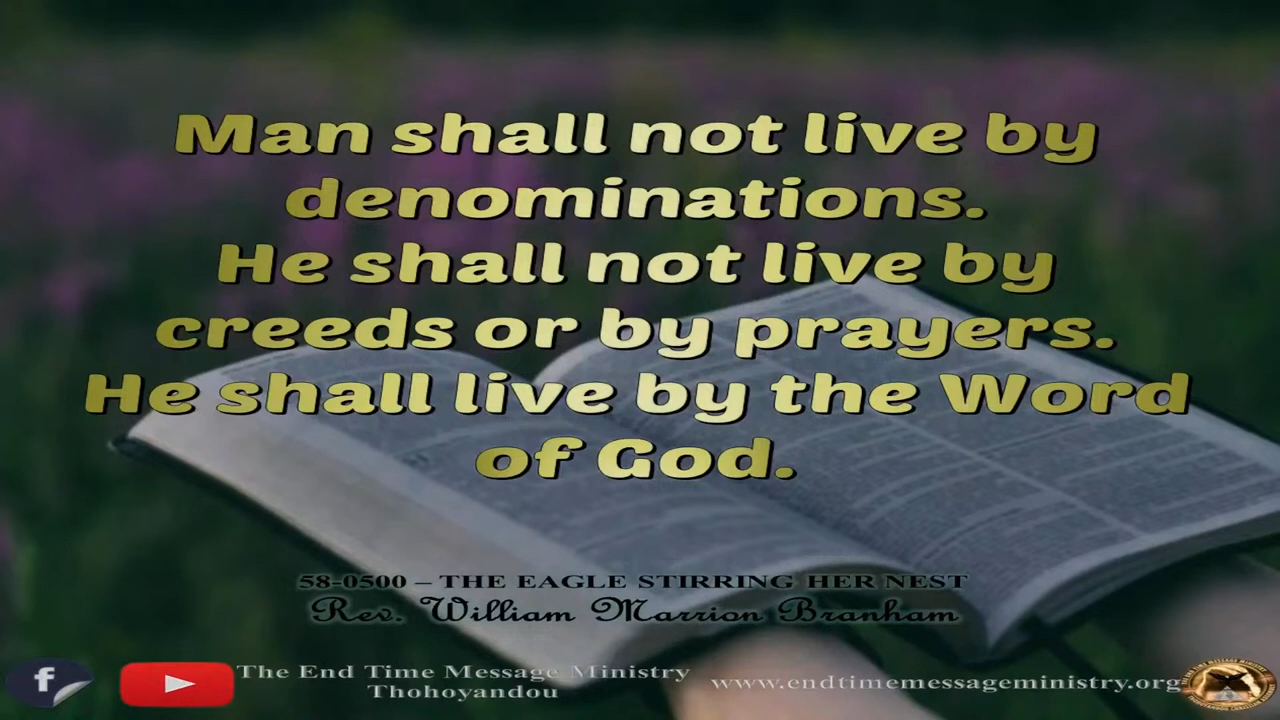 Man shall not live by
denominations.
He shall not live by
creeds or by prayers.
He shall live by the Word
of God.
58-0500 – THE EAGLE STIRRING HER NEST
Rev. William Marrion Branham
f
The End Time Message Ministry
Thohoyandou
www.endtimemessageministry.org